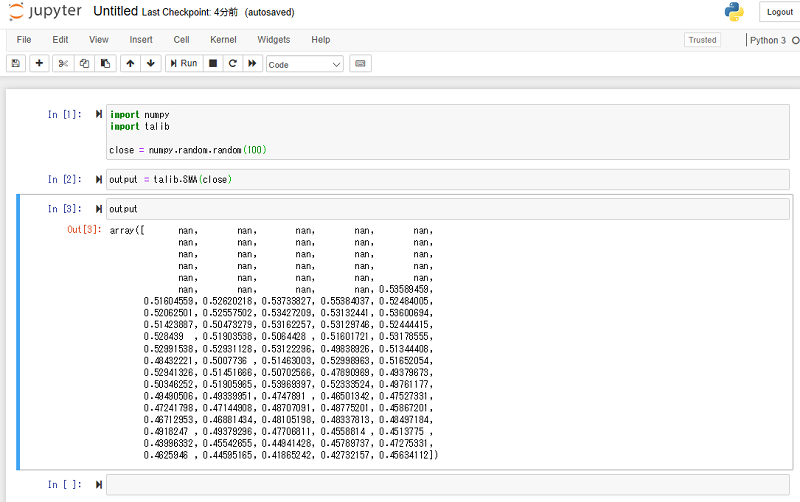 jupyter Untitled Last Checkpoint: 4分前 (autosaved) Logout
File Edit View Insert Cell Kernel Widgets Help Trusted Python 3
Run Code
In [1]: import numpy
import talib
close = numpy.random.random(100)
In [2]: output = talib.SMA(close)
In [3]: output
Out[3]: array([ nan, nan, nan, nan, nan,
nan, nan, nan, nan, nan,
nan, nan, nan, nan, nan,
nan, nan, nan, nan, nan,
nan, nan, nan, nan, nan,
nan, nan, nan, nan, 0.53589459,
0.51604559, 0.52620218, 0.53733827, 0.55384037, 0.52484005,
0.52062501, 0.52557502, 0.53427209, 0.53132441, 0.53600694,
0.51423887, 0.50473279, 0.53162257, 0.53129746, 0.52444415,
0.528439 , 0.51903538, 0.5064428 , 0.51601721, 0.53178555,
0.52991538, 0.52931128, 0.53122296, 0.49838926, 0.51344408,
0.48432221, 0.5007736 , 0.51463003, 0.52998963, 0.51652054,
0.52941326, 0.51451666, 0.50702566, 0.47890969, 0.49379673,
0.50346252, 0.51905965, 0.53969397, 0.52333524, 0.49761177,
0.49490506, 0.49339951, 0.4747891 , 0.46501342, 0.47527331,
0.47241798, 0.47144908, 0.48707091, 0.48775201, 0.45867201,
0.46712953, 0.46881434, 0.48105198, 0.48337813, 0.48497184,
0.4918247 , 0.49379296, 0.47706811, 0.4558814 , 0.4513775 ,
0.43996332, 0.45542655, 0.44941428, 0.45789737, 0.47275331,
0.4625946 , 0.44595165, 0.41865242, 0.42732157, 0.45634112])
In [ ]: